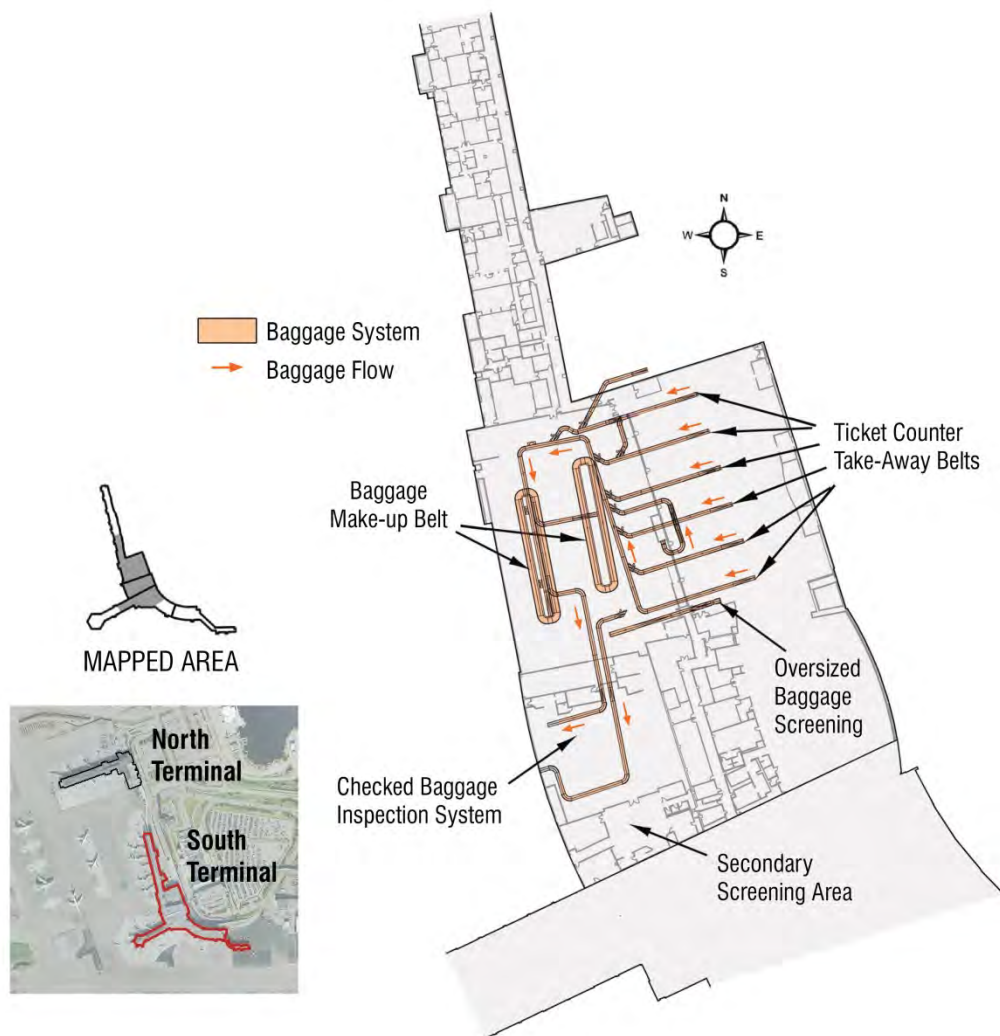 N
W
E
S
Baggage System
Baggage Flow
Ticket Counter
Take-Away Belts
Baggage
Make-up Belt
MAPPED AREA
Oversized
Baggage
Screening
North
Terminal
South
Terminal
Checked Baggage
Inspection System
Secondary
Screening Area